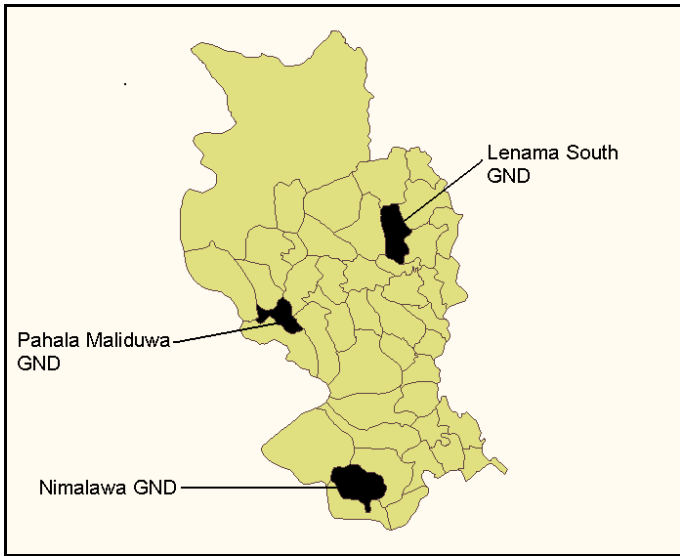 Lenama South
GND
Pahala Maliduwa
GND
Nimalawa GND